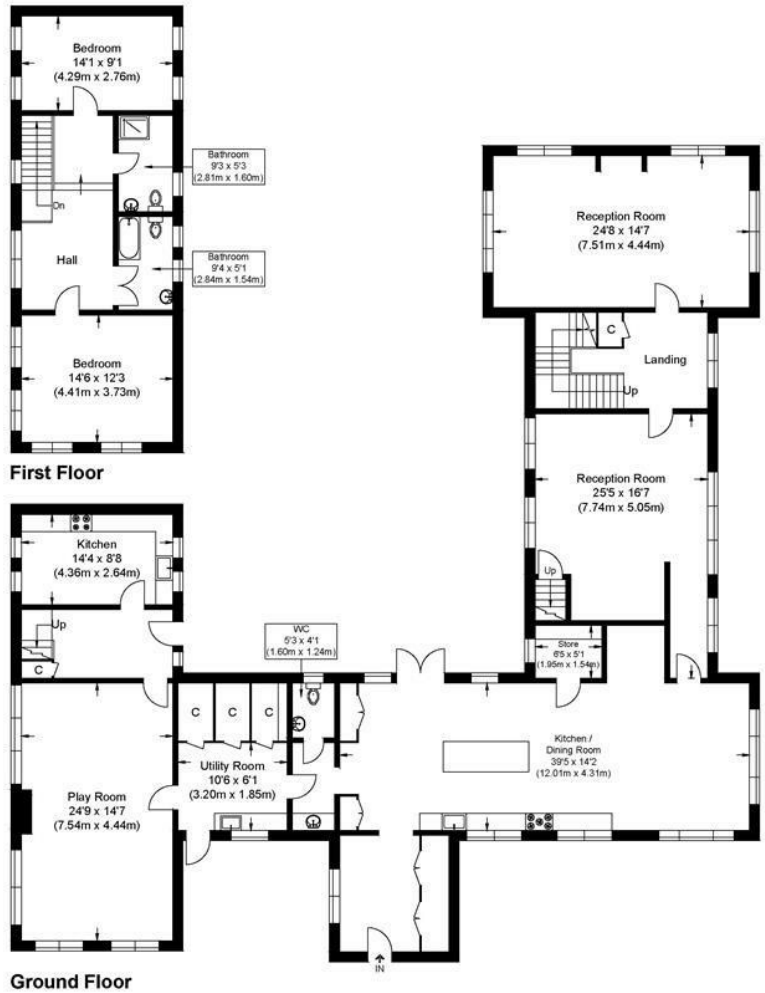 Bedroom
14'1 x 9'1
(4.29m x 2.76m)
Bathroom
9'3 x 5'3
(2.81m x 1.60m)
Dn
Hall
Bathroom
9'4 x 5'1
(2.84m x 1.54m)
Bedroom
14'6 x 12'3
(4.41m x 3.73m)
First Floor
Reception Room
24'8 x 14'7
(7.51m x 4.44m)
C
Landing
Up
Reception Room
25'5 x 16'7
(7.74m x 5.05m)
Up
Kitchen
14'4 x 8'8
(4.36m x 2.64m)
Up
C
WC
5'3 x 4'1
(1.60m x 1.24m)
Store
6'5 x 5'1
(1.95m x 1.54m)
C
C
C
Utility Room
10'6 x 6'1
(3.20m x 1.85m)
Kitchen /
Dining Room
39'5 x 14'2
(12.01m x 4.31m)
Play Room
24'9 x 14'7
(7.54m x 4.44m)
IN
Ground Floor